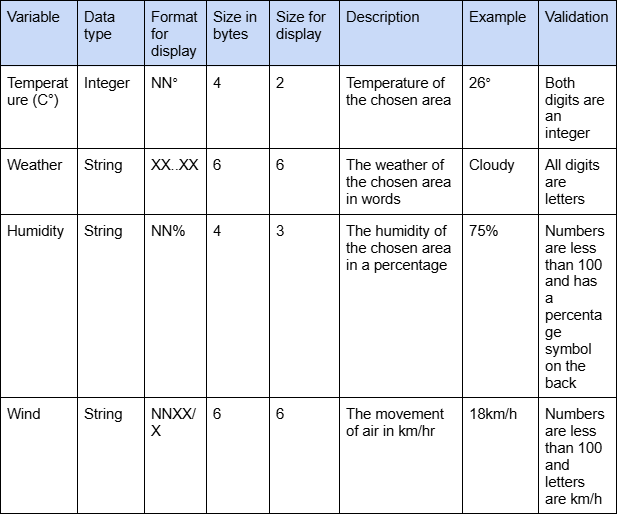 Variable
Data
type
Format
for
display
Size in
bytes
Size for
display
Description
Example
Validation
Temperat
ure (C°)
Integer
NN°
4
2
Temperature of
the chosen area
26°
Both
digits are
an
integer
Weather
String
XX..XX
6
6
The weather of
the chosen area
in words
Cloudy
All digits
are
letters
Humidity
String
NN%
4
3
The humidity of
the chosen area
in a percentage
75%
Numbers
are less
than 100
and has
a
percenta
ge
symbol
on the
back
Wind
String
NNXX/
X
6
6
The movement
of air in km/hr
18km/h
Numbers
are less
than 100
and
letters
are km/h